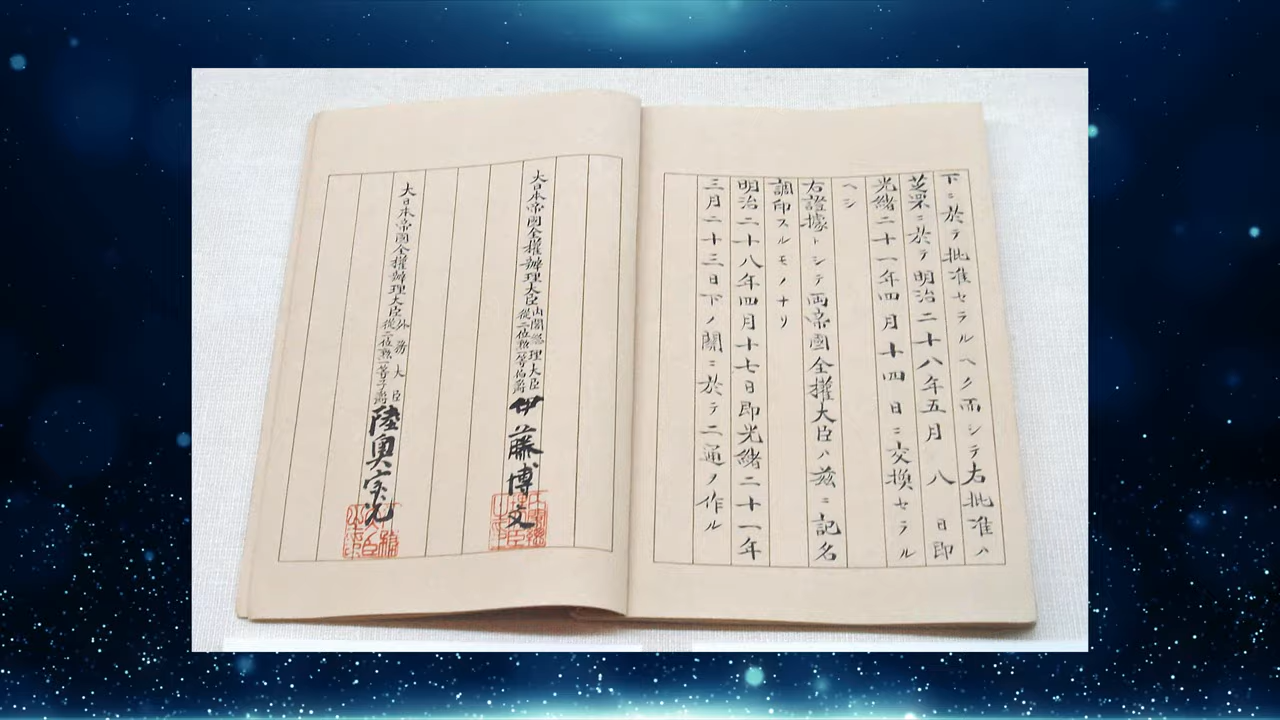 下ニ於テ批准セラルヘク而シテ右批准ハ
芝罘ニ於テ明治二十八年五月八日即
光緒二十一年四月十四日ニ交換セラル
ヘシ
右證據トシテ両帝國全權大臣ハ茲ニ記名
調印スルモノナリ
明治二十八年四月十七日即光緒二十一年
三月二十三日下ノ關ニ於テ二通ヲ作ル
大日本帝國全權辦理大臣内閣總理大臣從二位勲一等伯爵伊藤博文
大日本帝國全權辦理大臣外務大臣從二位勲一等子爵陸奥宗光